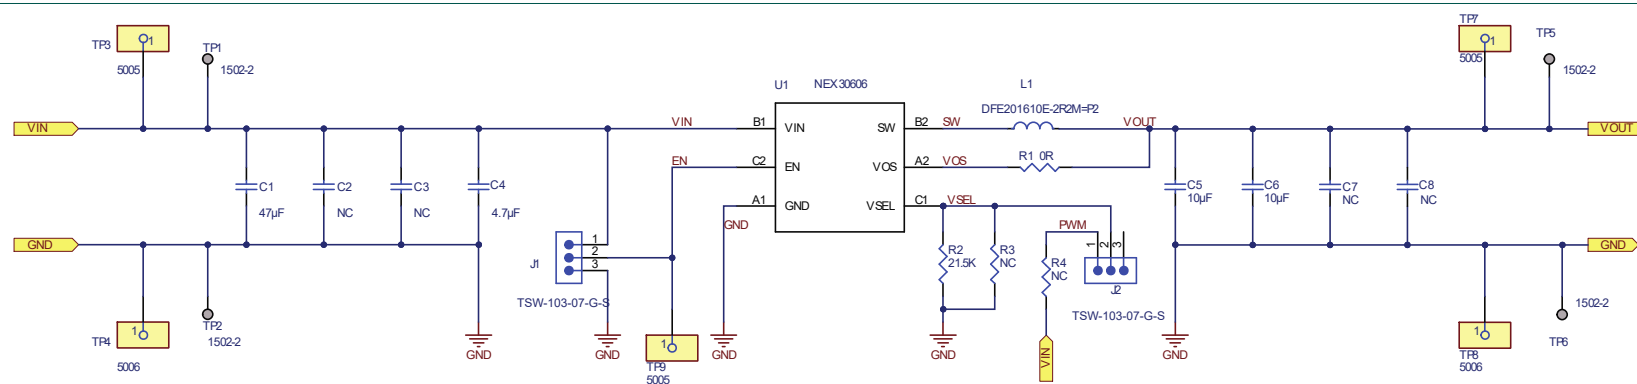 TP3
1
5005
TP1
1502-2
VIN
C1
47µF
C2
NC
C3
NC
C4
4.7µF
GND
TP4
1
5006
TP2
1502-2
GND
J1
1
2
3
TSW-103-07-G-S
GND
1
TP9
5005
U1 NEX30606
VIN B1 VIN
EN C2 EN
GND A1 GND
GND
SW B2 SW
VOS A2 VOS
VSEL C1 VSEL
L1
DFE201610E-2R2M=P2
VOUT
R1 0R
R2
21.5K
R3
NC
GND
PWM
R4
NC
VIN
1
2
3
J2
TSW-103-07-G-S
C5
10µF
C6
10µF
C7
NC
C8
NC
GND
TP7
1
5005
TP5
1502-2
VOUT
GND
1
TP8
5006
1502-2
TP6